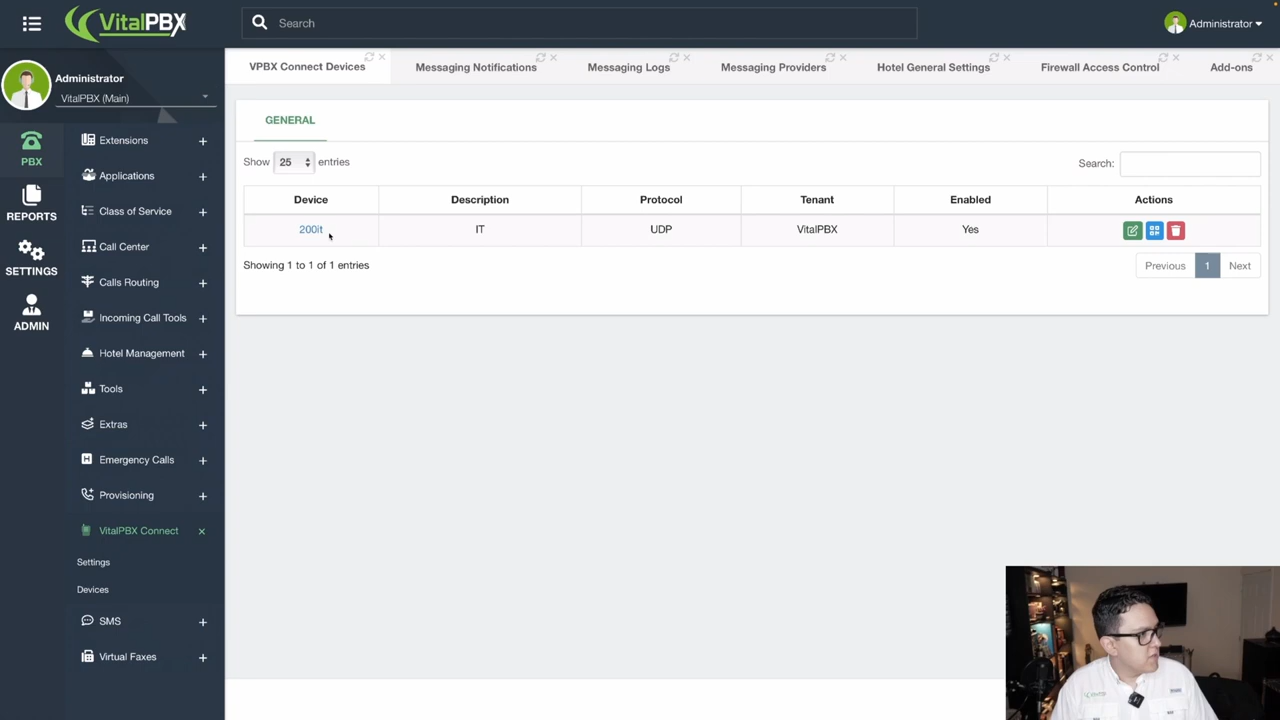 VitalPBX
Search
Administrator
VPBX Connect Devices
Messaging Notifications
Messaging Logs
Messaging Providers
Hotel General Settings
Firewall Access Control
Add-ons
Administrator
VitalPBX (Main)
PBX
REPORTS
SETTINGS
ADMIN
Extensions +
Applications +
Class of Service +
Call Center +
Calls Routing +
Incoming Call Tools +
Hotel Management +
Tools +
Extras +
Emergency Calls +
Provisioning +
VitalPBX Connect ×
Settings
Devices
SMS +
Virtual Faxes +
GENERAL
Show 25 entries
Search:
Device Description Protocol Tenant Enabled Actions
200it IT UDP VitalPBX Yes
Showing 1 to 1 of 1 entries
Previous 1 Next